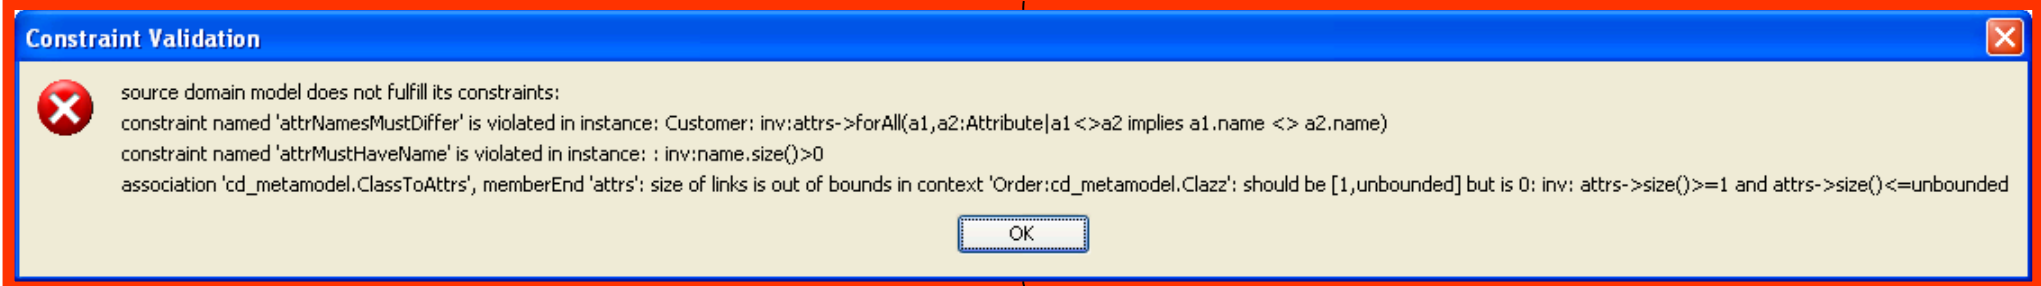 Constraint Validation
source domain model does not fulfill its constraints:
constraint named 'attrNamesMustDiffer' is violated in instance: Customer: inv:attrs->forAll(a1,a2:Attribute|a1<>a2 implies a1.name <> a2.name)
constraint named 'attrMustHaveName' is violated in instance: : inv:name.size()>0
association 'cd_metamodel.ClassToAttrs', memberEnd 'attrs': size of links is out of bounds in context 'Order:cd_metamodel.Clazz': should be [1,unbounded] but is 0: inv: attrs->size()>=1 and attrs->size()<=unbounded
OK